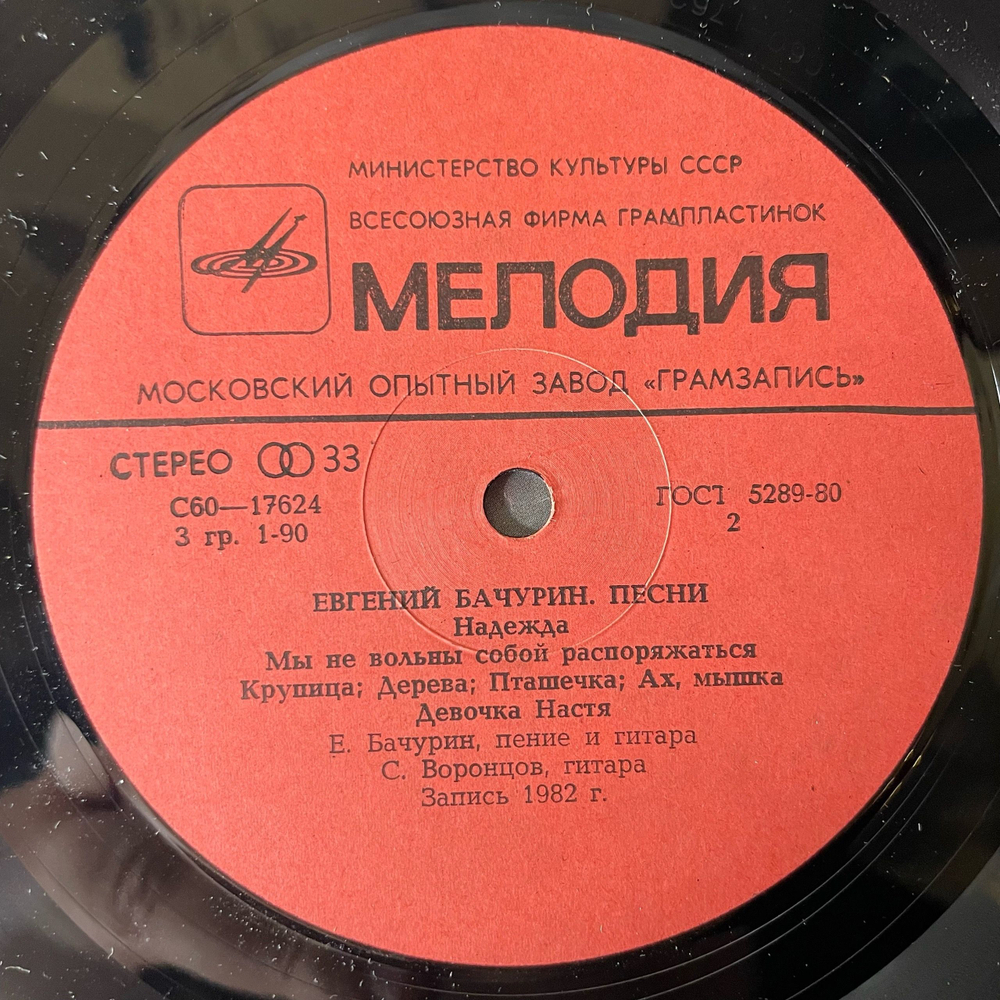 МИНИСТЕРСТВО КУЛЬТУРЫ СССР
ВСЕСОЮЗНАЯ ФИРМА ГРАМПЛАСТИНОК
МЕЛОДИЯ
МОСКОВСКИЙ ОПЫТНЫЙ ЗАВОД «ГРАМЗАПИСЬ»
СТЕРЕО 33
С60—17624
3 гр. 1-90
ГОСТ 5289-80
2
ЕВГЕНИЙ БАЧУРИН. ПЕСНИ
Надежда
Мы не вольны собой распоряжаться
Крупица; Дерева; Пташечка; Ах, мышка
Девочка Настя
Е. Бачурин, пение и гитара
С. Воронцов, гитара
Запись 1982 г.